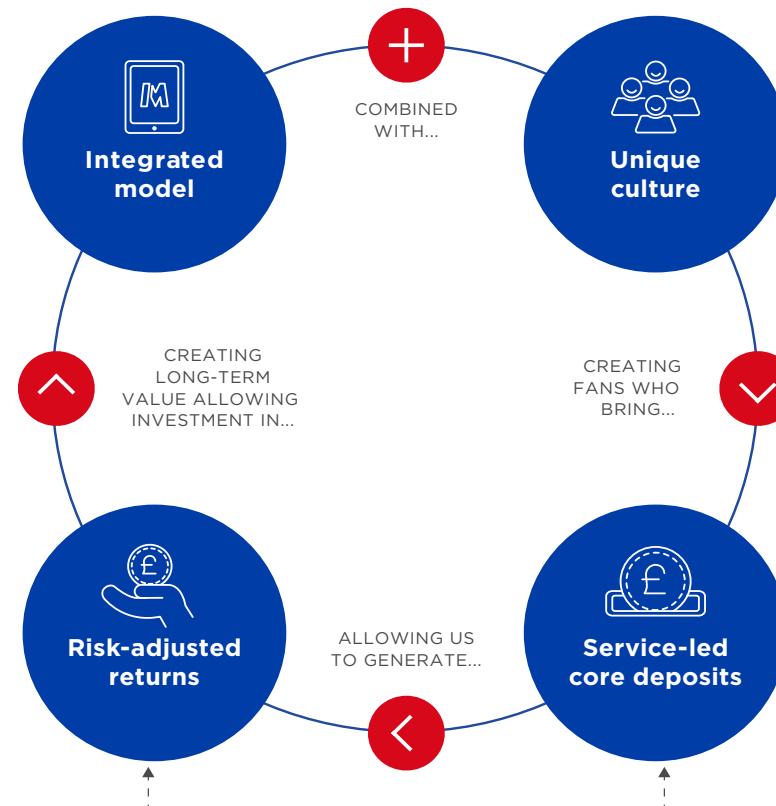 COMBINED
WITH...
Integrated
model
Unique
culture
CREATING
LONG-TERM
VALUE ALLOWING
INVESTMENT IN...
CREATING
FANS WHO
BRING...
£
£
Risk-adjusted
returns
ALLOWING US
TO GENERATE...
Service-led
core deposits